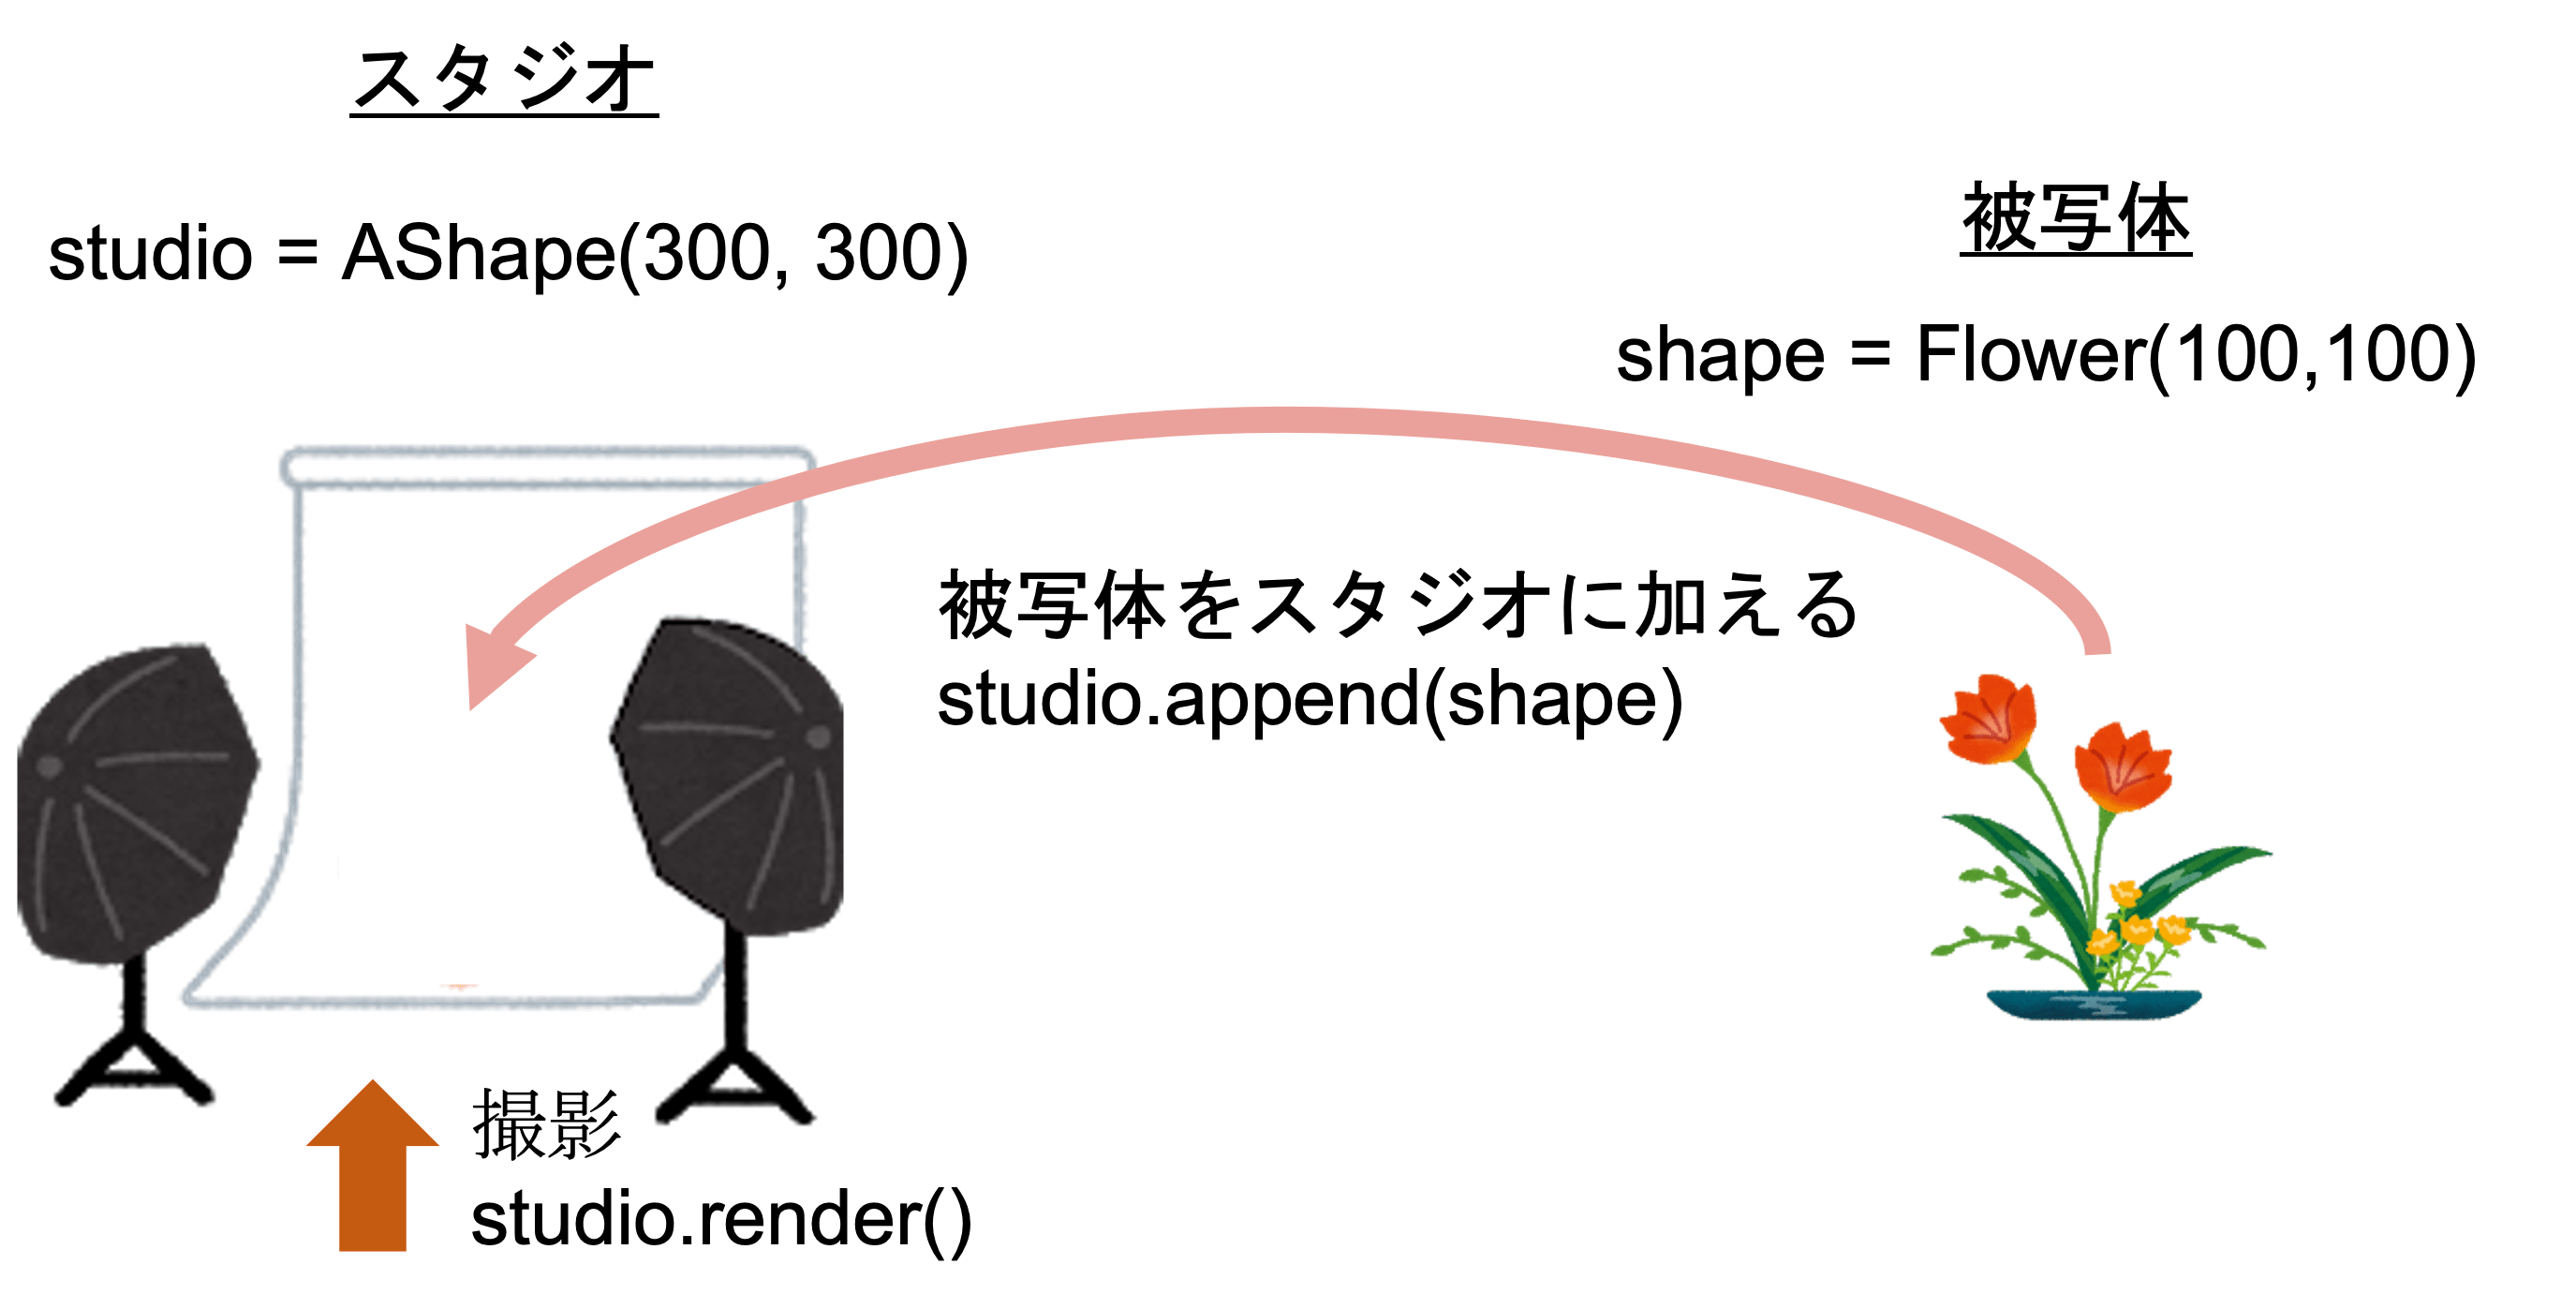 スタジオ
studio = AShape(300, 300)
被写体
shape = Flower(100,100)
被写体をスタジオに加える
studio.append(shape)
撮影
studio.render()